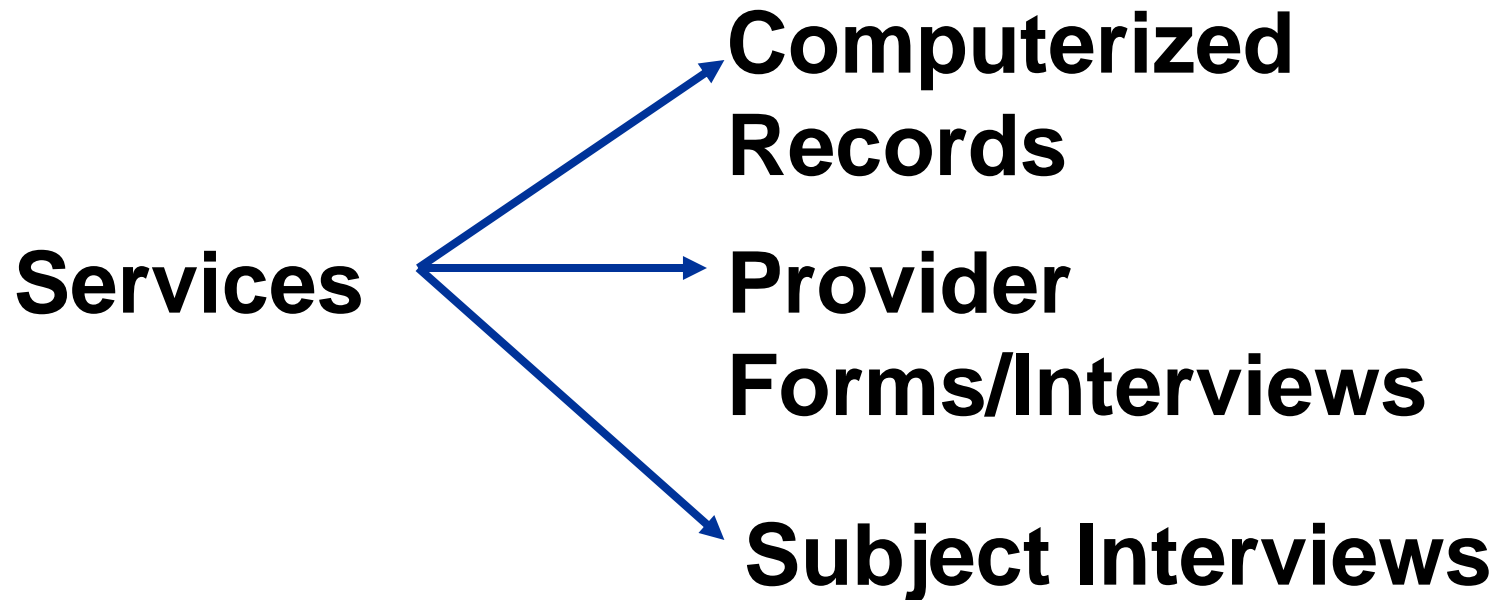 Services
Computerized
Records
Provider
Forms/Interviews
Subject Interviews